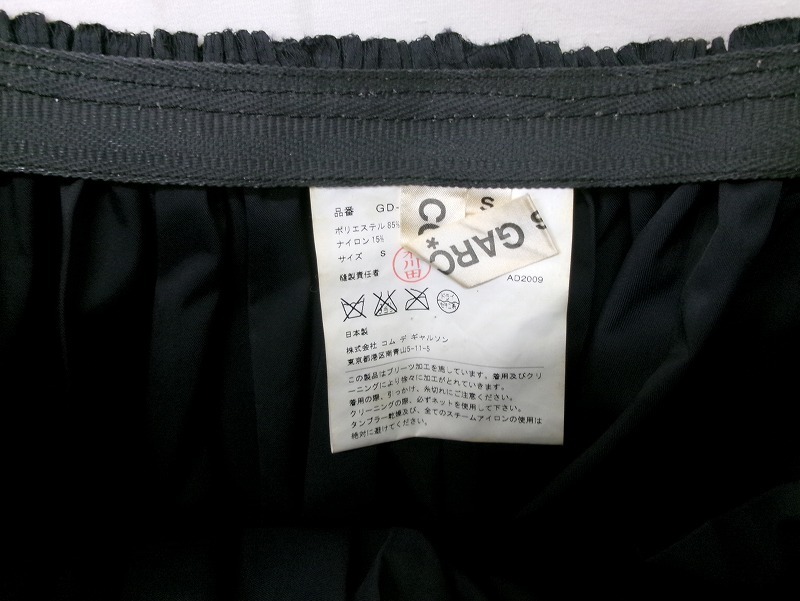 品番 GD-
ポリエステル 85%
ナイロン 15%
サイズ S
縫製責任者
川田
AD2009
CO
S
GARÇ
*
日本製
株式会社 コム デ ギャルソン
東京都港区南青山5-11-5
この製品はプリーツ加工を施しています。着用及びクリ
ーニングにより徐々に加工がとれていきます。
着用の際、引っかけ、糸切れにご注意ください。
クリーニングの際、必ずネットを使用して下さい。
タンブラー乾燥及び、全てのスチームアイロンの使用は
絶対に避けてください。